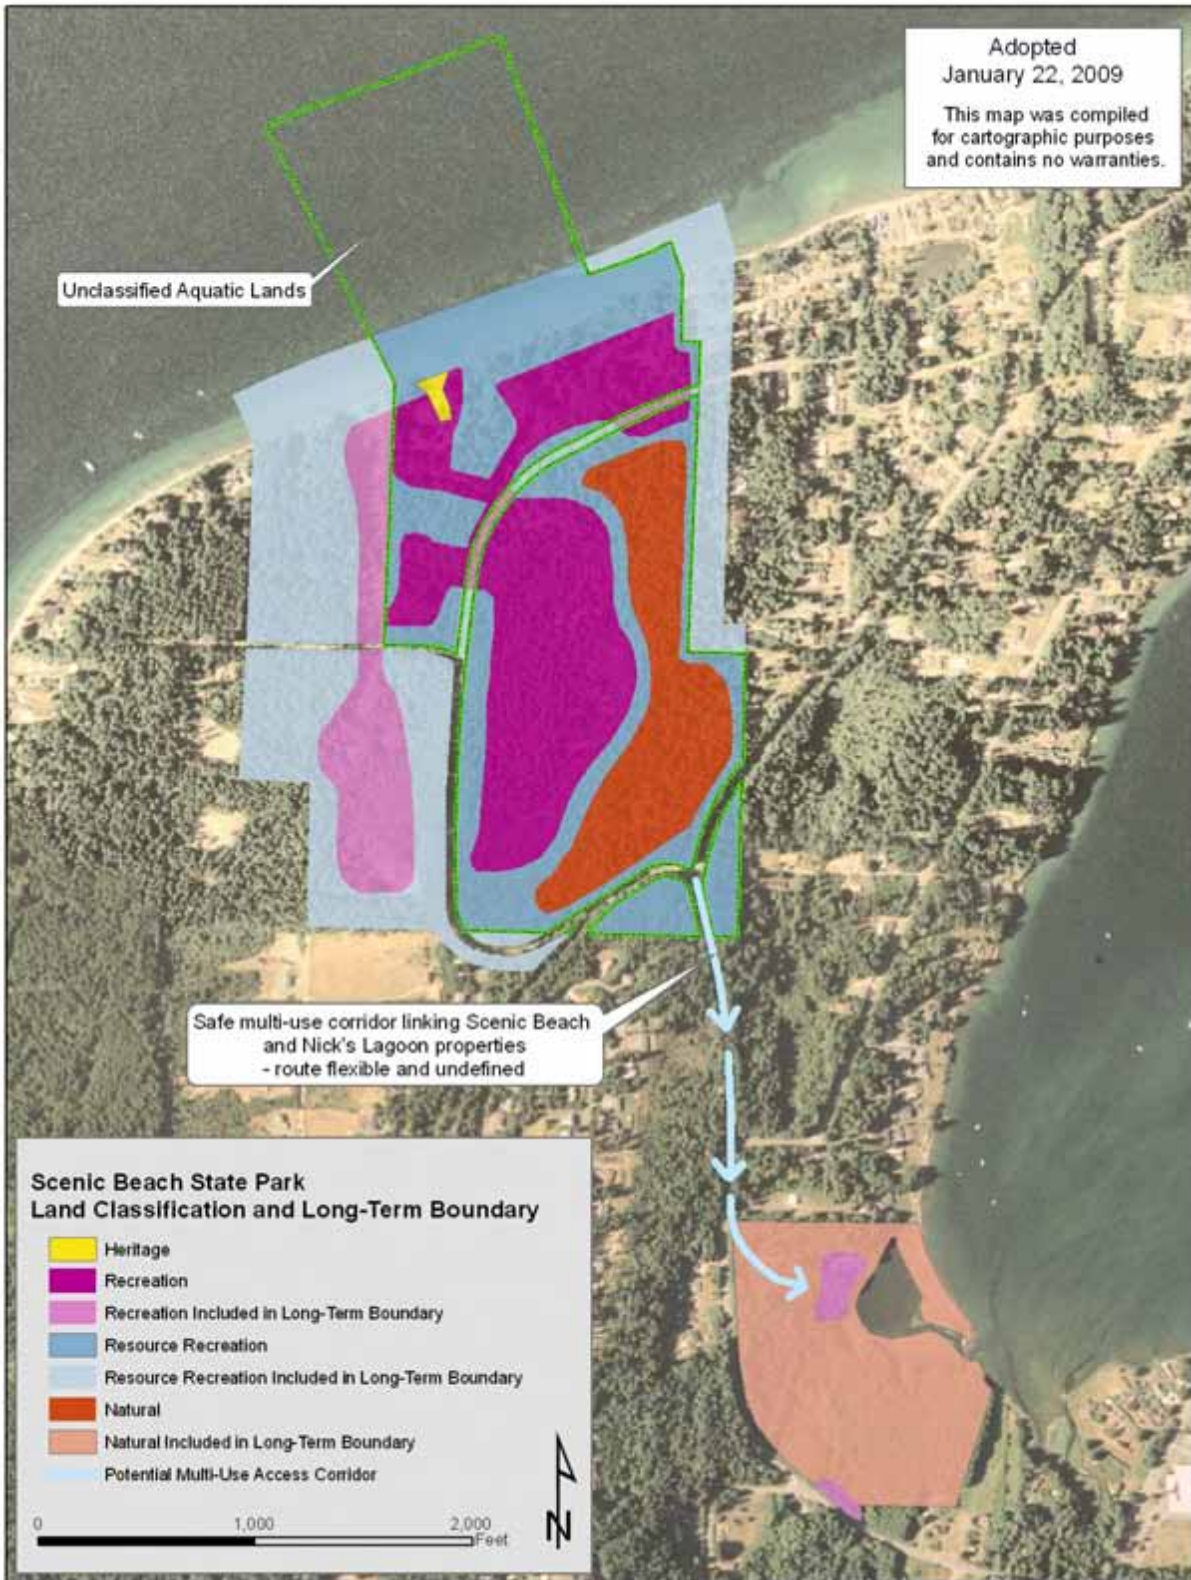 Adopted
January 22, 2009
This map was compiled
for cartographic purposes
and contains no warranties.
Unclassified Aquatic Lands
Safe multi-use corridor linking Scenic Beach
and Nick's Lagoon properties
- route flexible and undefined
Scenic Beach State Park
Land Classification and Long-Term Boundary
Heritage
Recreation
Recreation Included in Long-Term Boundary
Resource Recreation
Resource Recreation Included in Long-Term Boundary
Natural
Natural Included in Long-Term Boundary
Potential Multi-Use Access Corridor
0 1,000 2,000
Feet
N